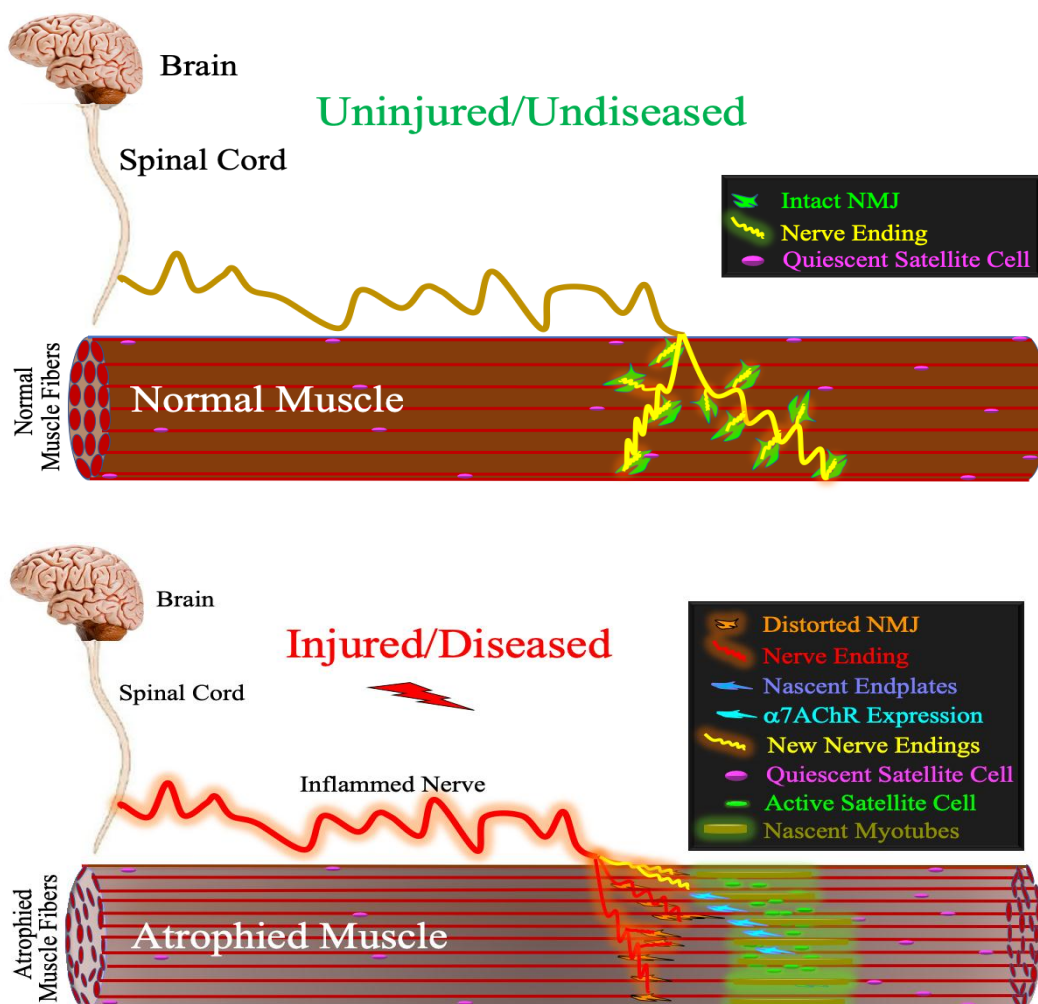 Brain
Uninjured/Undiseased
Spinal Cord
Intact NMJ
Nerve Ending
Quiescent Satellite Cell
Normal
Muscle Fibers
Normal Muscle
Brain
Injured/Diseased
Spinal Cord
Distorted NMJ
Nerve Ending
Nascent Endplates
α7AChR Expression
New Nerve Endings
Quiescent Satellite Cell
Active Satellite Cell
Nascent Myotubes
Inflammed Nerve
Atrophied
Muscle Fibers
Atrophied Muscle